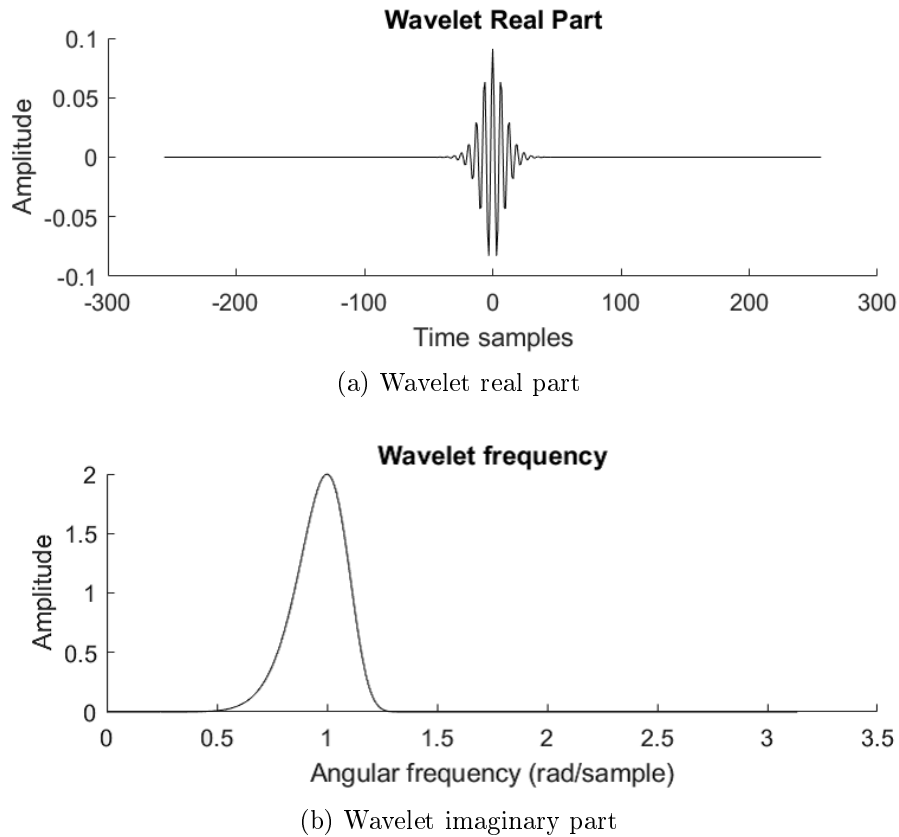 Wavelet Real Part
0.1
0.05
0
-0.05
-0.1
Amplitude
-300 -200 -100 0 100 200 300
Time samples
(a) Wavelet real part
Wavelet frequency
2
1.5
1
0.5
0
Amplitude
0 0.5 1 1.5 2 2.5 3 3.5
Angular frequency (rad/sample)
(b) Wavelet imaginary part